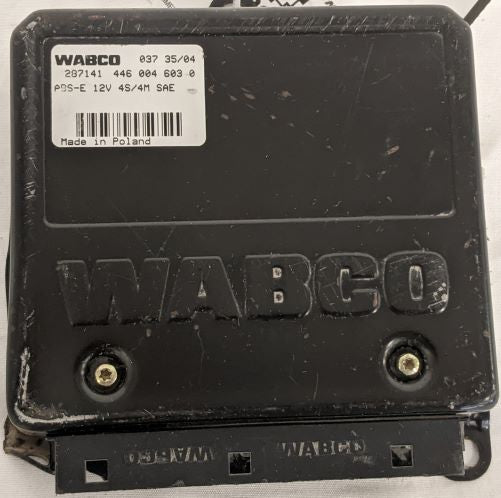 WABCO 037 35/04
287141 446 004 603 0
ABS-E 12V 4S/4M SAE
Made in Poland
WABCO
WABCO WABCO